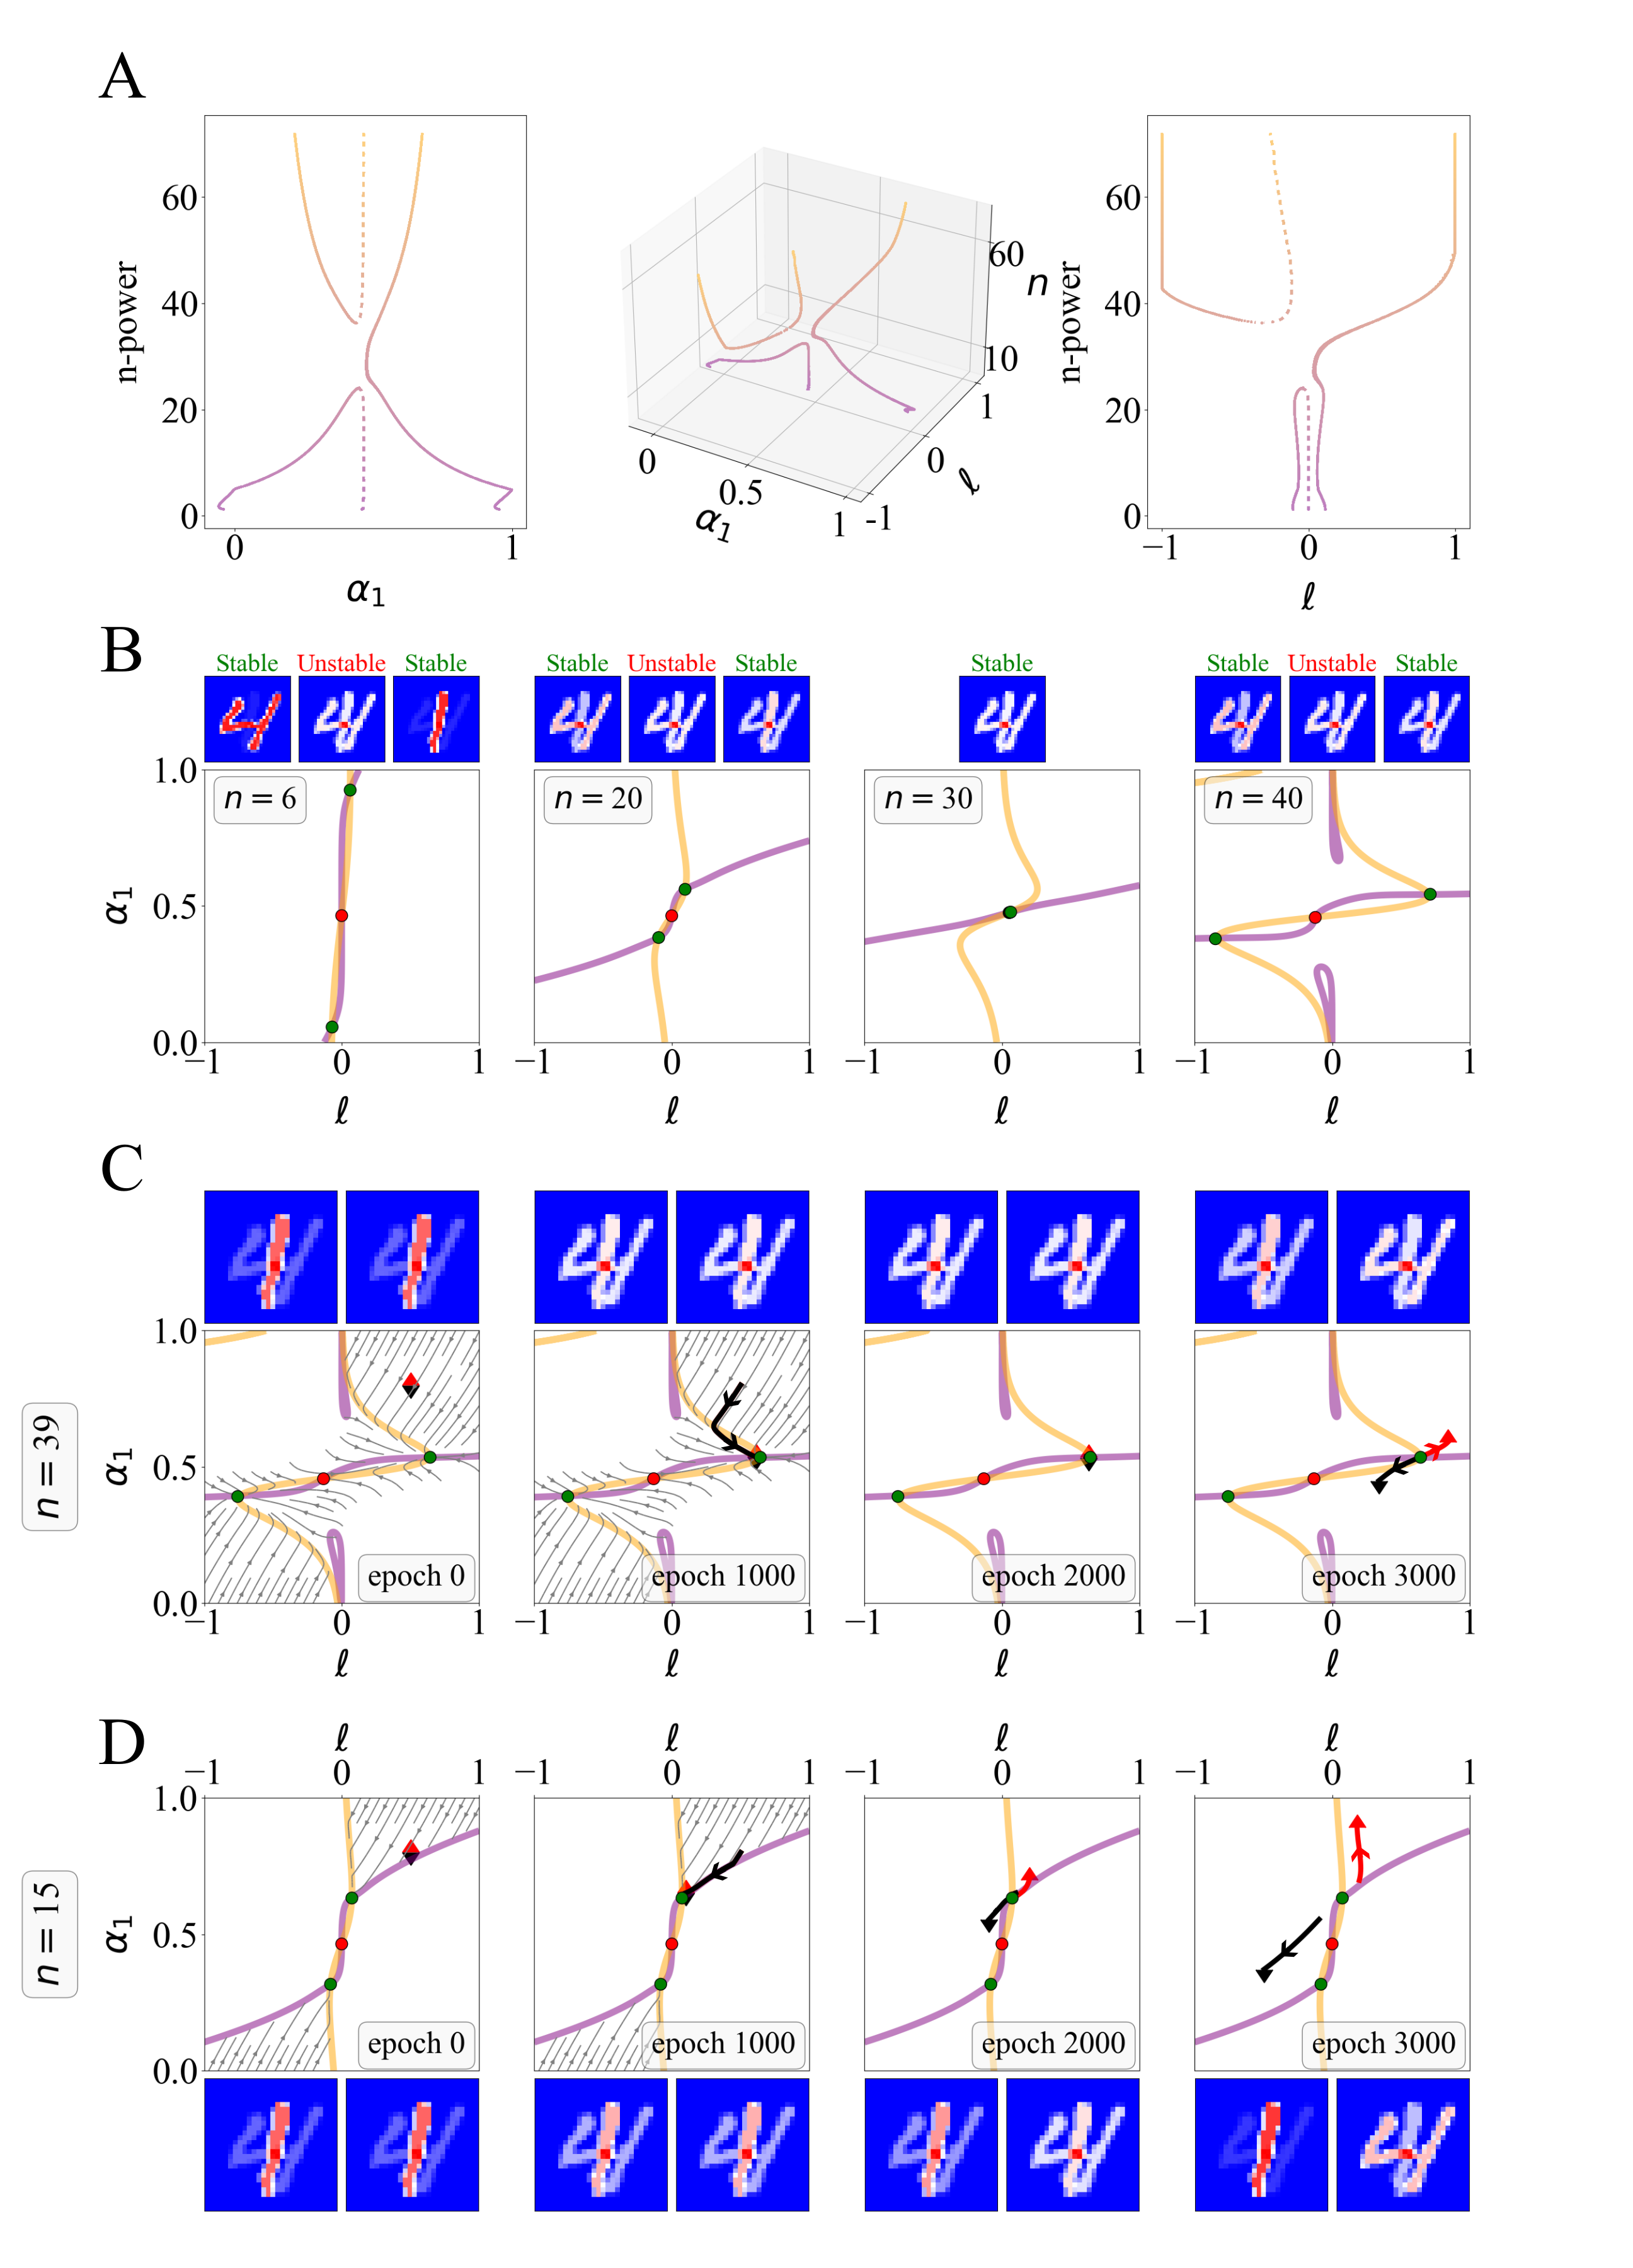 A
n-power
60
40
20
0
0
1
α₁
60
n
10
1
0
ℓ
-1
0
0.5
1
α₁
n-power
60
40
20
0
−1
0
1
ℓ
B
Stable Unstable Stable
Stable Unstable Stable
Stable
Stable Unstable Stable
n = 6
n = 20
n = 30
n = 40
α₁
1.0
0.5
0.0
−1 0 1
−1 0 1
−1 0 1
−1 0 1
ℓ
ℓ
ℓ
ℓ
C
n = 39
α₁
1.0
0.5
0.0
epoch 0
epoch 1000
epoch 2000
epoch 3000
−1 0 1
−1 0 1
−1 0 1
−1 0 1
ℓ
ℓ
ℓ
ℓ
D
ℓ
ℓ
ℓ
ℓ
−1 0 1
−1 0 1
−1 0 1
−1 0 1
n = 15
α₁
1.0
0.5
0.0
epoch 0
epoch 1000
epoch 2000
epoch 3000